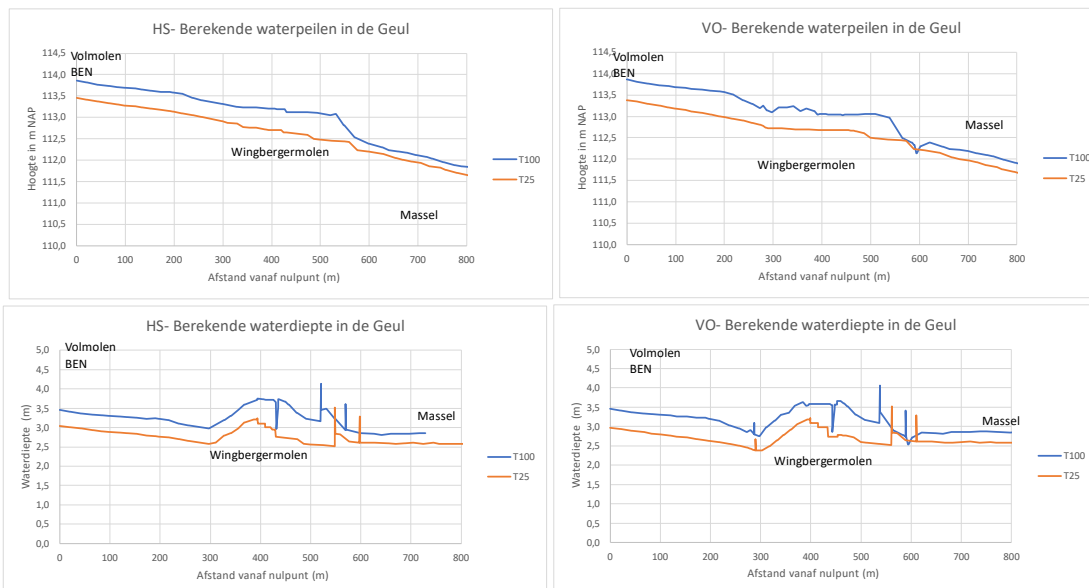 HS- Berekende waterpeilen in de Geul
Hoogte in m NAP
114,5
114,0
113,5
113,0
112,5
112,0
111,5
111,0
110,5
110,0
Volmolen
BEN
Wingbergermolen
Massel
0 100 200 300 400 500 600 700 800
Afstand vanaf nulpunt (m)
T100
T25
VO- Berekende waterpeilen in de Geul
Hoogte in m NAP
114,5
114,0
113,5
113,0
112,5
112,0
111,5
111,0
110,5
110,0
Volmolen
BEN
Massel
Wingbergermolen
0 100 200 300 400 500 600 700 800
Afstand vanaf nulpunt (m)
T100
T25
HS- Berekende waterdiepte in de Geul
Waterdiepte (m)
5,0
4,5
4,0
3,5
3,0
2,5
2,0
1,5
1,0
0,5
0,0
Volmolen
BEN
Massel
Wingbergermolen
0 100 200 300 400 500 600 700 800
Afstand vanaf nulpunt (m)
T100
T25
VO- Berekende waterdiepte in de Geul
Waterdiepte (m)
5,0
4,5
4,0
3,5
3,0
2,5
2,0
1,5
1,0
0,5
0,0
Volmolen
BEN
Massel
Wingbergermolen
0 100 200 300 400 500 600 700 800
Afstand vanaf nulpunt (m)
T100
T25